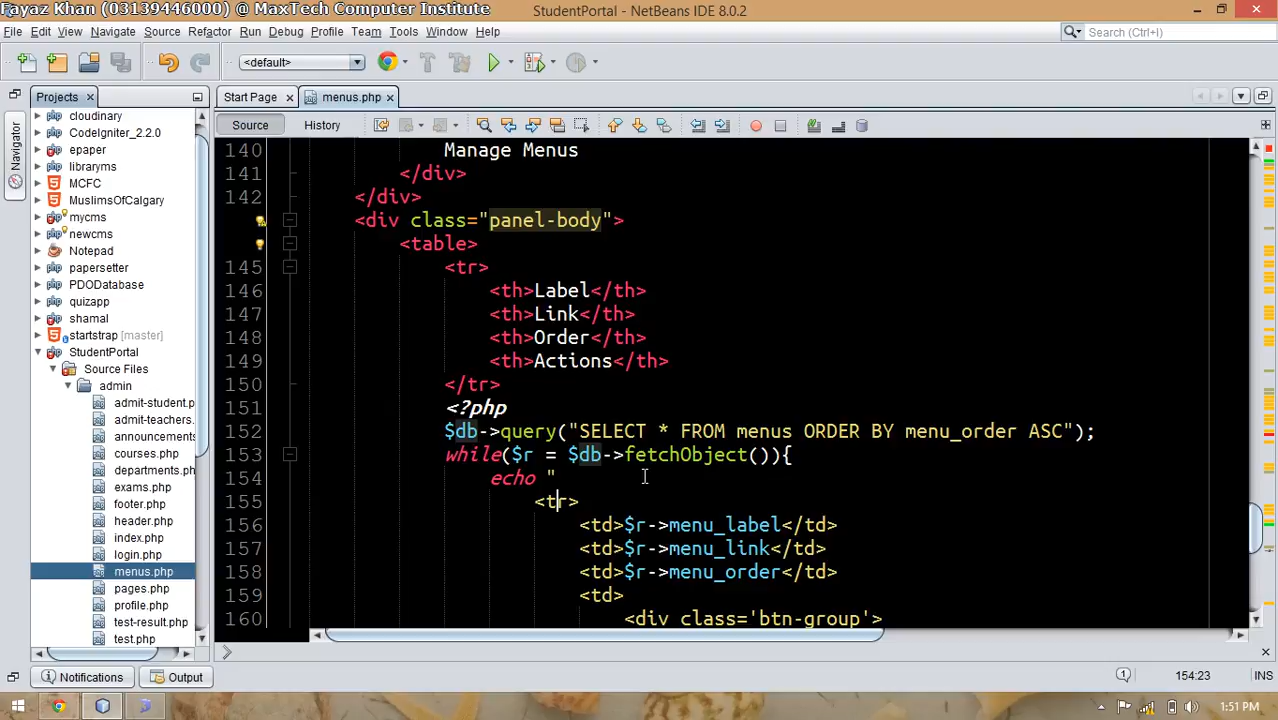 Fayaz Khan (03139446000) @ MaxTech Computer Institute
StudentPortal - NetBeans IDE 8.0.2
File Edit View Navigate Source Refactor Run Debug Profile Team Tools Window Help
Search (Ctrl+I)
<default>
Projects
Start Page
menus.php
Navigator
Source
History
cloudinary
CodeIgniter_2.2.0
epaper
libraryms
MCFC
MuslimsOfCalgary
mycms
newcms
Notepad
papersetter
PDODatabase
quizapp
shamal
startstrap [master]
StudentPortal
Source Files
admin
admit-student.p
admit-teachers.
announcements
courses.php
departments.php
exams.php
footer.php
header.php
index.php
login.php
menus.php
pages.php
profile.php
test-result.php
test.php
140 Manage Menus
141 </div>
142 </div>
<div class="panel-body">
<table>
145 <tr>
146 <th>Label</th>
147 <th>Link</th>
148 <th>Order</th>
149 <th>Actions</th>
150 </tr>
151 <?php
152 $db->query("SELECT * FROM menus ORDER BY menu_order ASC");
153 while($r = $db->fetchObject()){
154 echo "
155 <tr>
156 <td>$r->menu_label</td>
157 <td>$r->menu_link</td>
158 <td>$r->menu_order</td>
159 <td>
160 <div class='btn-group'>
Notifications
Output
154:23
INS
1:51 PM